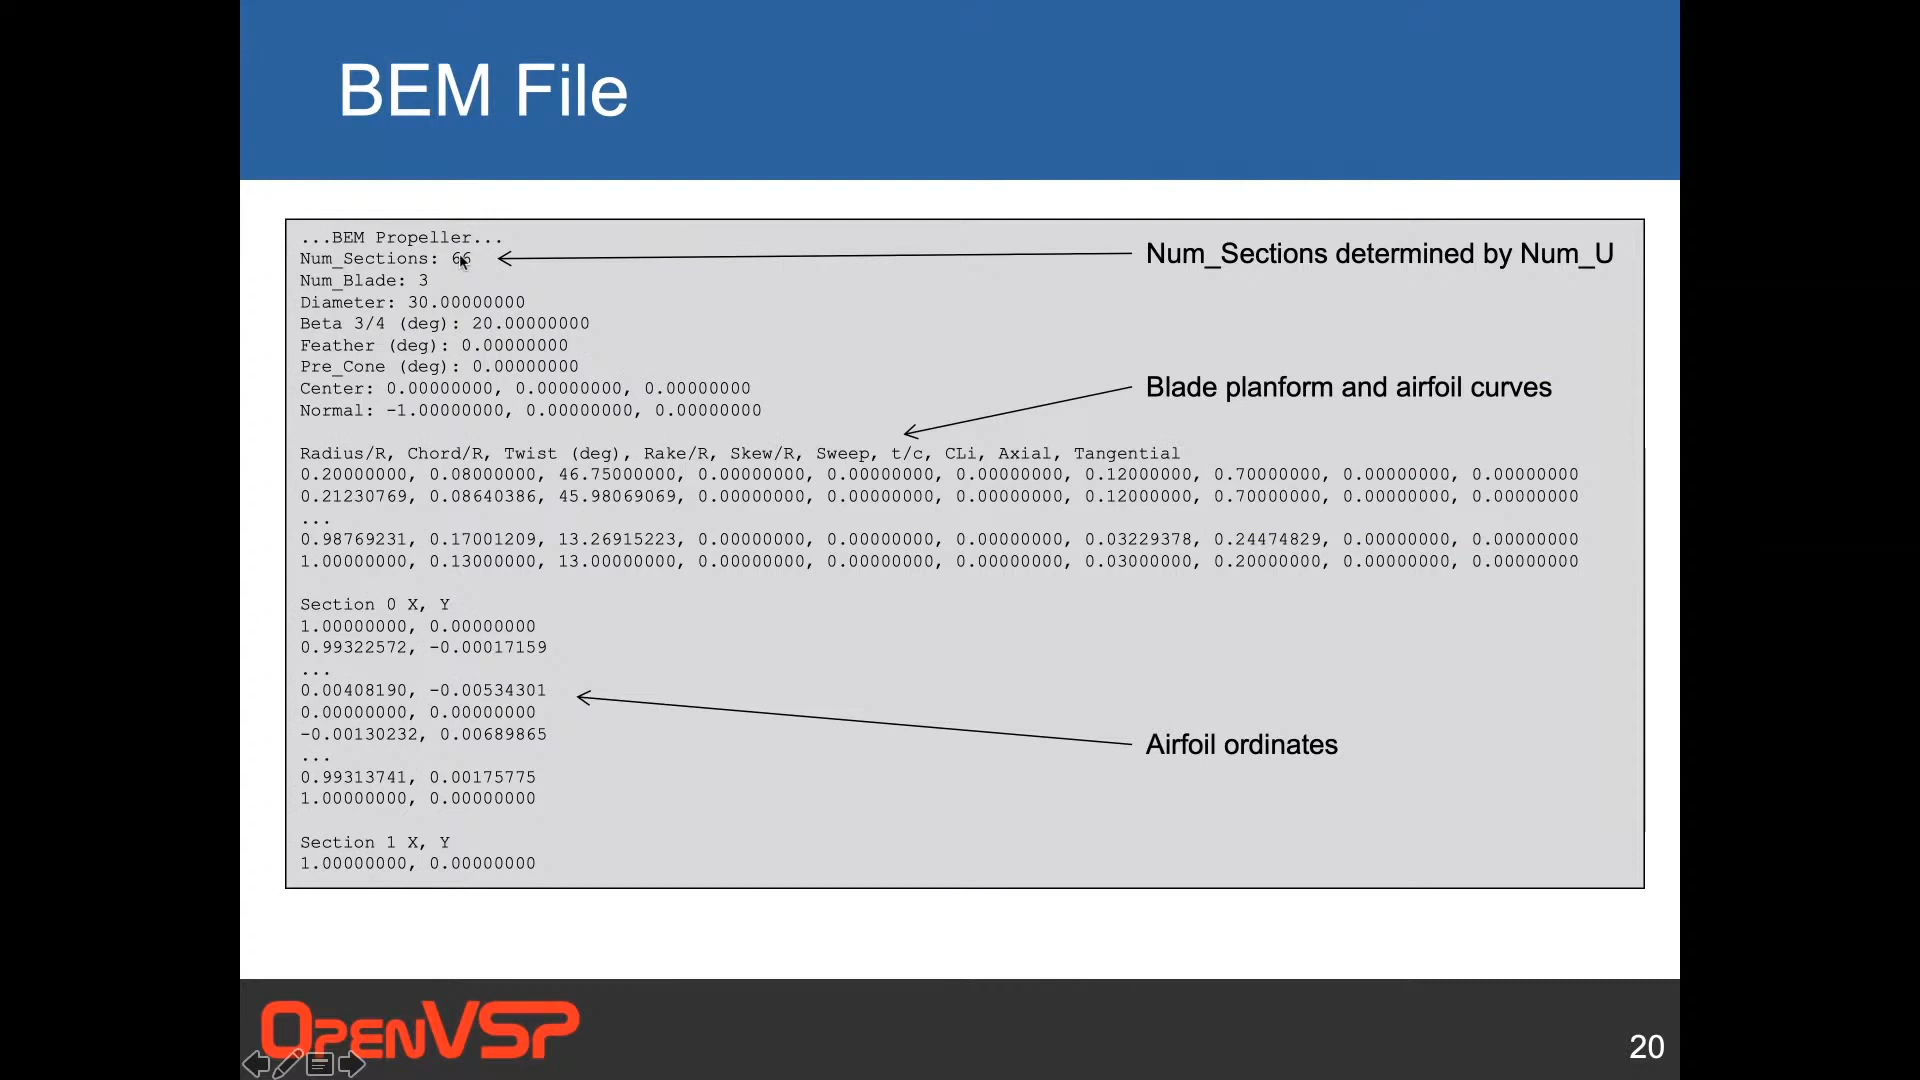 BEM File
...BEM Propeller...
Num_Sections: 66
Num_Sections determined by Num_U
Num_Blade: 3
Diameter: 30.00000000
Beta 3/4 (deg): 20.00000000
Feather (deg): 0.00000000
Pre_Cone (deg): 0.00000000
Center: 0.00000000, 0.00000000, 0.00000000
Blade planform and airfoil curves
Normal: -1.00000000, 0.00000000, 0.00000000
Radius/R, Chord/R, Twist (deg), Rake/R, Skew/R, Sweep, t/c, CLi, Axial, Tangential
0.20000000, 0.08000000, 46.75000000, 0.00000000, 0.00000000, 0.00000000, 0.12000000, 0.70000000, 0.00000000, 0.00000000
0.21230769, 0.08640386, 45.98069069, 0.00000000, 0.00000000, 0.00000000, 0.12000000, 0.70000000, 0.00000000, 0.00000000
...
0.98769231, 0.17001209, 13.26915223, 0.00000000, 0.00000000, 0.00000000, 0.03229378, 0.24474829, 0.00000000, 0.00000000
1.00000000, 0.13000000, 13.00000000, 0.00000000, 0.00000000, 0.00000000, 0.03000000, 0.20000000, 0.00000000, 0.00000000
Section 0 X, Y
1.00000000, 0.00000000
0.99322572, -0.00017159
...
0.00408190, -0.00534301
0.00000000, 0.00000000
-0.00130232, 0.00689865
Airfoil ordinates
...
0.99313741, 0.00175775
1.00000000, 0.00000000
Section 1 X, Y
1.00000000, 0.00000000
OpenVSP
20